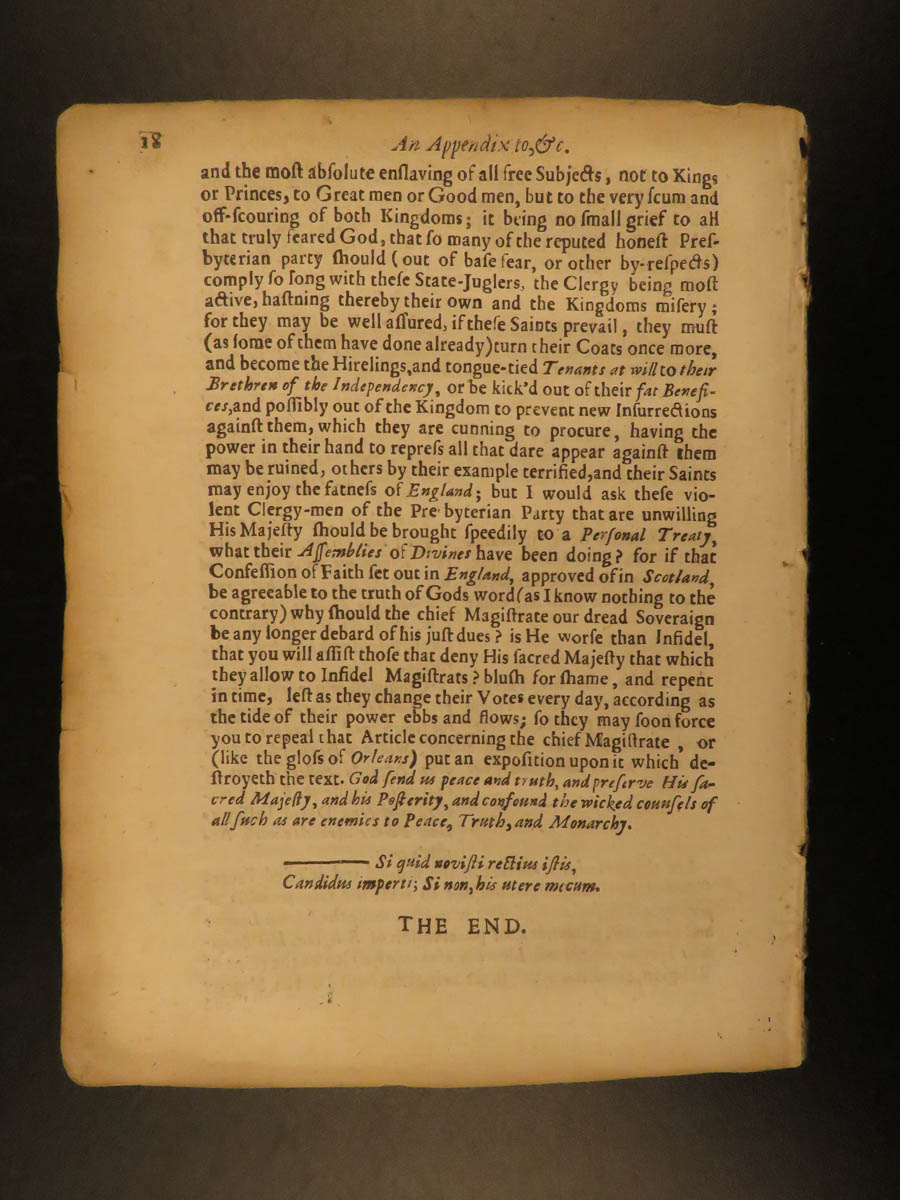 18
An Appendix to, &c.
and the moſt abſolute enſlaving of all free Subjects, not to Kings
or Princes, to Great men or Good men, but to the very ſcum and
off-ſcouring of both Kingdoms; it being no ſmall grief to all
that truly feared God, that ſo many of the reputed honeſt Preſ-
byterian party ſhould (out of baſe fear, or other by-reſpects)
comply ſo long with theſe State-Juglers, the Clergy being moſt
active, haſtning thereby their own and the Kingdoms miſery;
for they may be well aſſured, if theſe Saints prevail, they muſt
(as ſome of them have done already) turn their Coats once more,
and become the Hirelings, and tongue-tied Tenants at will to their
Brethren of the Independency, or be kick'd out of their fat Benefi-
ces, and poſſibly out of the Kingdom to prevent new Inſurrections
againſt them, which they are cunning to procure, having the
power in their hand to repreſs all that dare appear againſt them
may be ruined, others by their example terrified, and their Saints
may enjoy the fatneſs of England; but I would ask theſe vio-
lent Clergy-men of the Pre byterian Party that are unwilling
His Majeſty ſhould be brought ſpeedily to a Perſonal Treaty,
what their Aſſemblies of Divines have been doing? for if that
Confeſſion of Faith ſet out in England, approved of in Scotland,
be agreeable to the truth of Gods word (as I know nothing to the
contrary) why ſhould the chief Magiſtrate our dread Soveraign
be any longer debard of his juſt dues? is He worſe than Infidel,
that you will aſſiſt thoſe that deny His ſacred Majeſty that which
they allow to Infidel Magiſtrats? bluſh for ſhame, and repent
in time, leſt as they change their Votes every day, according as
the tide of their power ebbs and flows; ſo they may ſoon force
you to repeal that Article concerning the chief Magiſtrate, or
(like the gloſs of Orleans) put an expoſition upon it which de-
ſtroyeth the text. God ſend us peace and truth, and preſerve His ſa-
cred Majeſty, and his Poſterity, and confound the wicked counſels of
all ſuch as are enemies to Peace, Truth, and Monarchy.
——— Si quid noviſti rectius iſtis,
Candidus imperti; Si non, his utere mecum.
THE END.